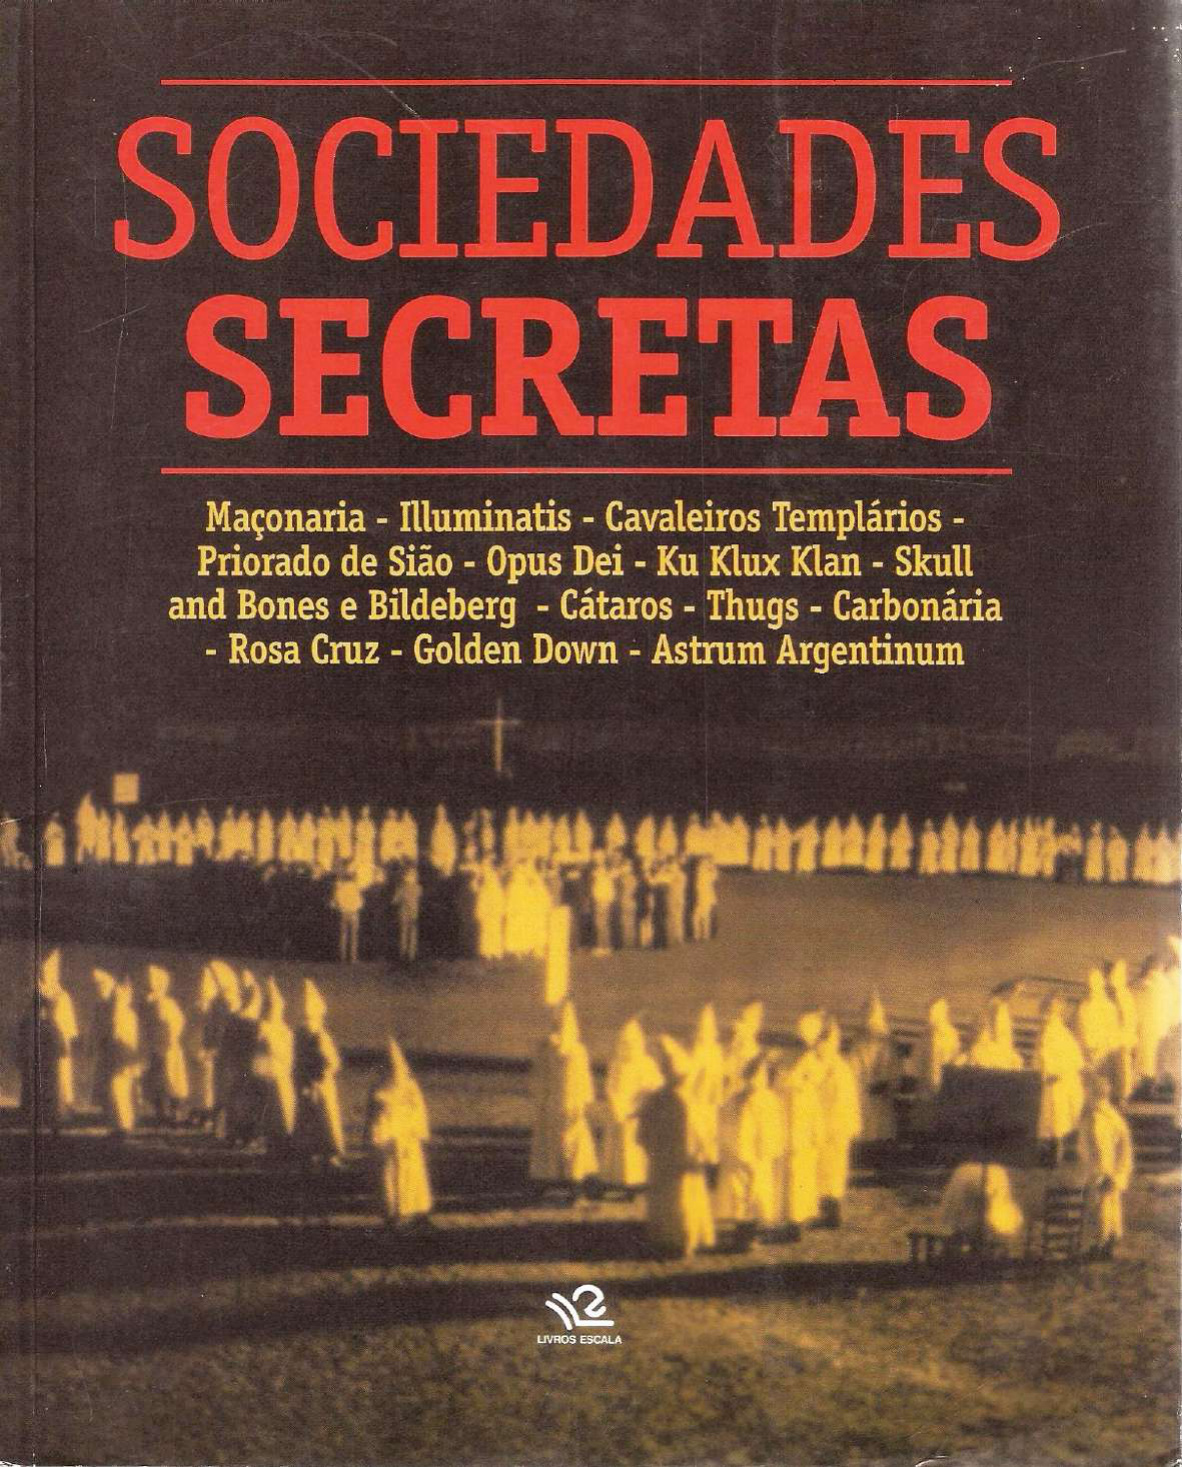 SOCIEDADES
SECRETAS
Maçonaria - Illuminatis - Cavaleiros Templários -
Priorado de Sião - Opus Dei - Ku Klux Klan - Skull
and Bones e Bildeberg - Cátaros - Thugs - Carbonária
- Rosa Cruz - Golden Down - Astrum Argentinum
LIVROS ESCALA